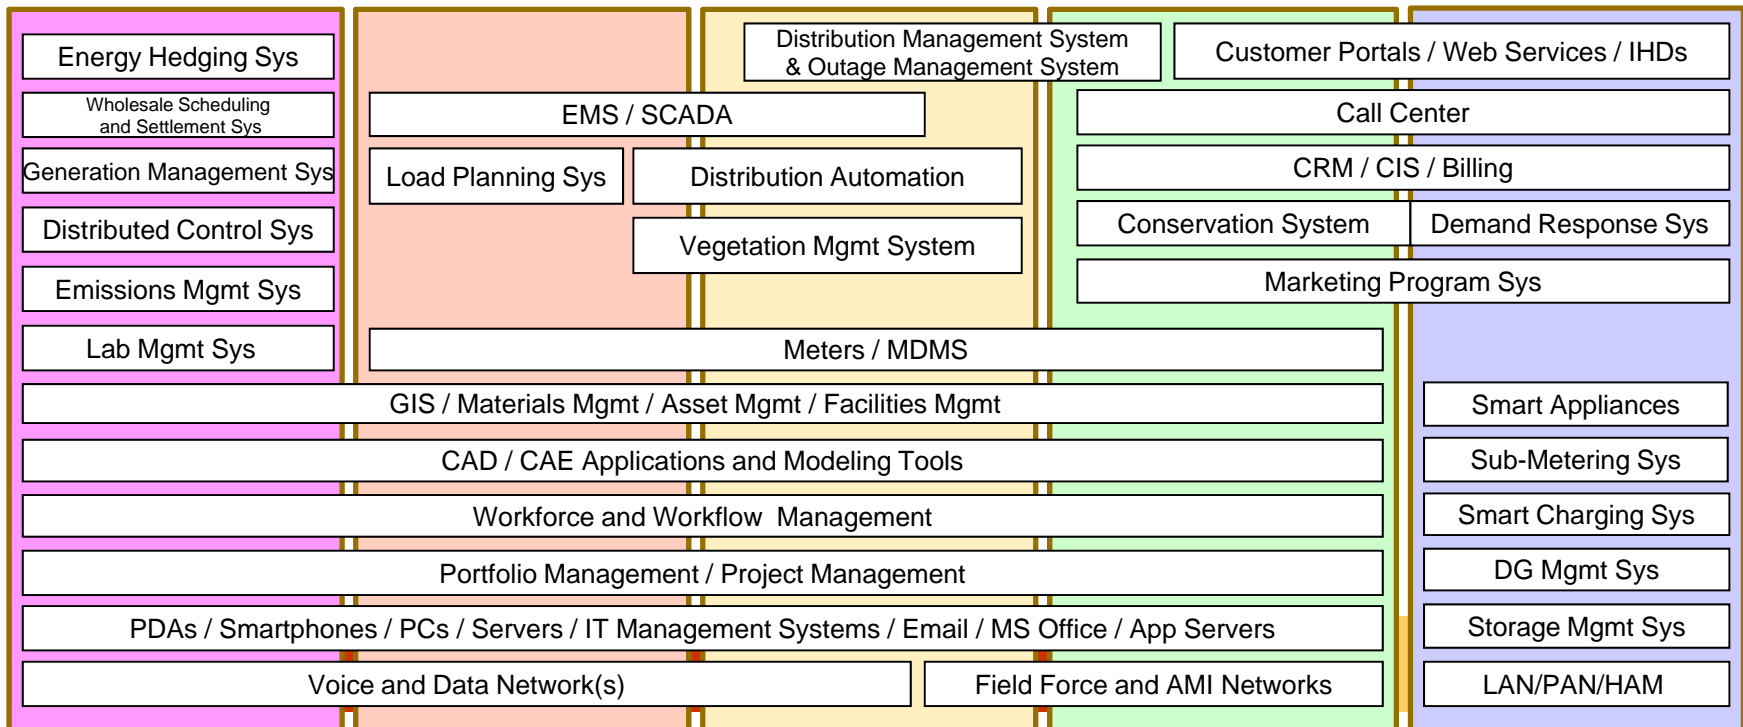 Energy Hedging Sys
Distribution Management System
& Outage Management System
Customer Portals / Web Services / IHDs
Wholesale Scheduling
and Settlement Sys
EMS / SCADA
Call Center
Generation Management Sys
Load Planning Sys
Distribution Automation
CRM / CIS / Billing
Distributed Control Sys
Vegetation Mgmt System
Conservation System
Demand Response Sys
Emissions Mgmt Sys
Marketing Program Sys
Lab Mgmt Sys
Meters / MDMS
GIS / Materials Mgmt / Asset Mgmt / Facilities Mgmt
Smart Appliances
CAD / CAE Applications and Modeling Tools
Sub-Metering Sys
Workforce and Workflow Management
Smart Charging Sys
Portfolio Management / Project Management
DG Mgmt Sys
PDAs / Smartphones / PCs / Servers / IT Management Systems / Email / MS Office / App Servers
Storage Mgmt Sys
Voice and Data Network(s)
Field Force and AMI Networks
LAN/PAN/HAM